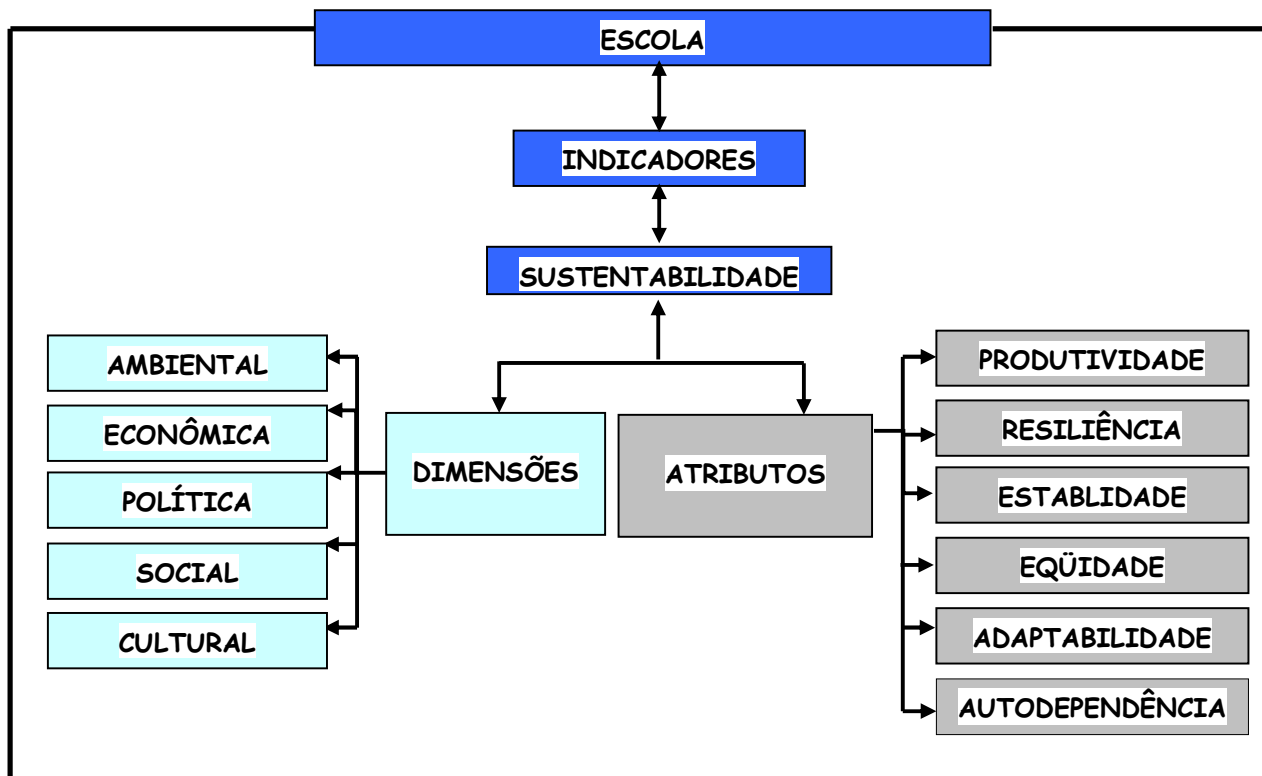 ESCOLA
INDICADORES
SUSTENTABILIDADE
AMBIENTAL
ECONÔMICA
POLÍTICA
SOCIAL
CULTURAL
DIMENSÕES
ATRIBUTOS
PRODUTIVIDADE
RESILIÊNCIA
ESTABLIDADE
EQÜIDADE
ADAPTABILIDADE
AUTODEPENDÊNCIA